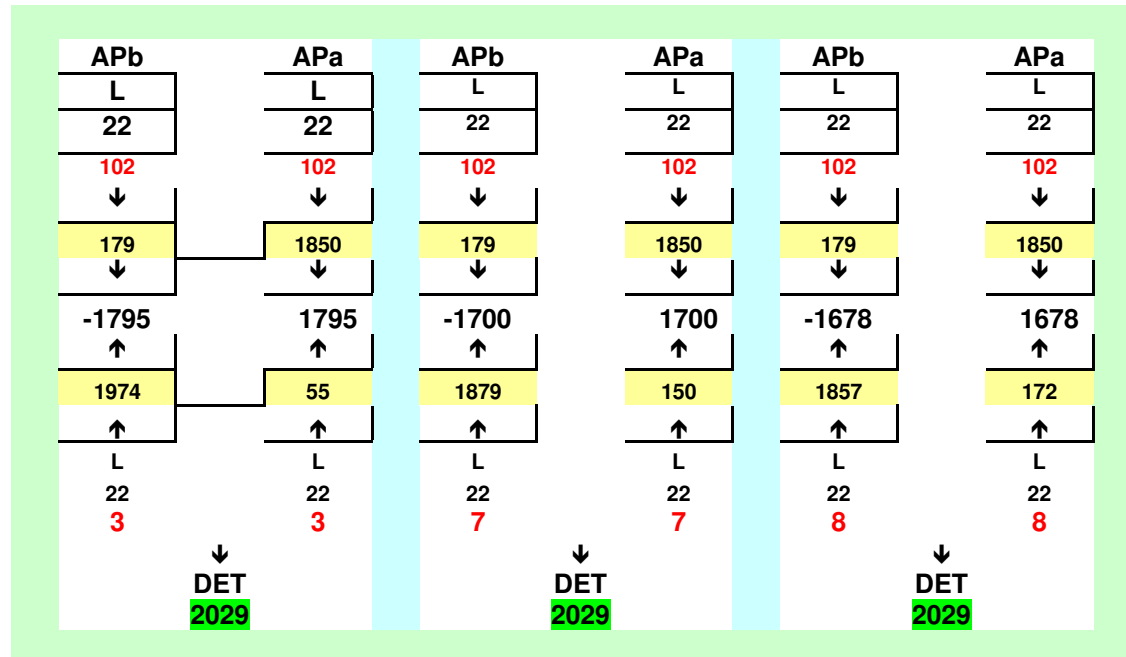 APb APa APb APa APb APa
L L L L L L
22 22 22 22 22 22
102 102 102 102 102 102
179 1850 179 1850 179 1850
-1795 1795 -1700 1700 -1678 1678
1974 55 1879 150 1857 172
L L L L L L
22 22 22 22 22 22
3 3 7 7 8 8
DET DET DET
2029 2029 2029